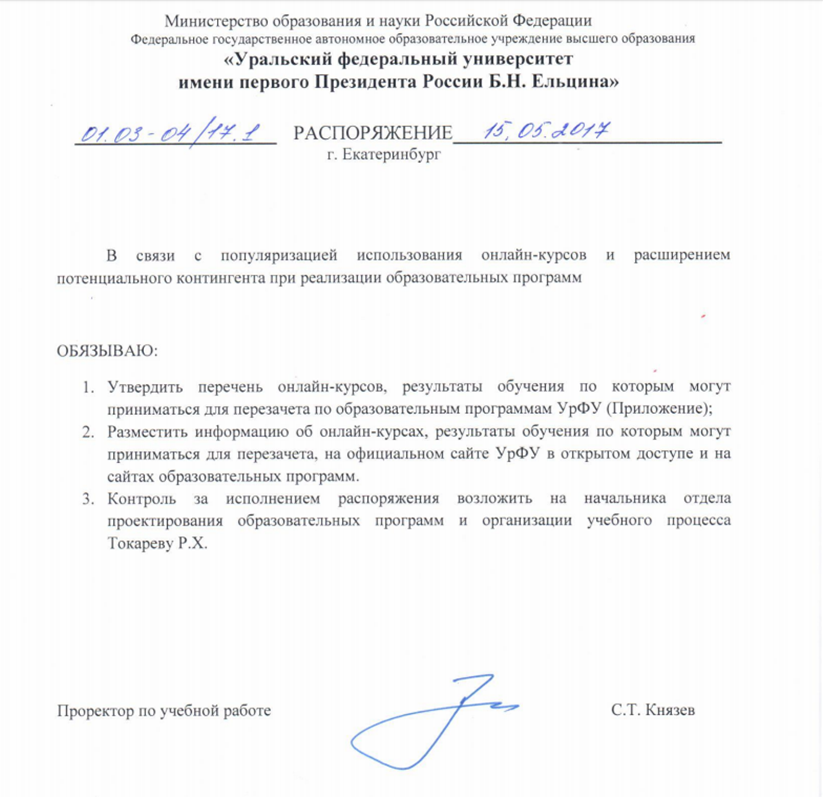 Министерство образования и науки Российской Федерации
Федеральное государственное автономное образовательное учреждение высшего образования
«Уральский федеральный университет
имени первого Президента России Б.Н. Ельцина»
01.03-04/17.1 РАСПОРЯЖЕНИЕ 15.05.2017
г. Екатеринбург
В связи с популяризацией использования онлайн-курсов и расширением
потенциального контингента при реализации образовательных программ
ОБЯЗЫВАЮ:
1. Утвердить перечень онлайн-курсов, результаты обучения по которым могут
приниматься для перезачета по образовательным программам УрФУ (Приложение);
2. Разместить информацию об онлайн-курсах, результаты обучения по которым могут
приниматься для перезачета, на официальном сайте УрФУ в открытом доступе и на
сайтах образовательных программ.
3. Контроль за исполнением распоряжения возложить на начальника отдела
проектирования образовательных программ и организации учебного процесса
Токареву Р.Х.
Проректор по учебной работе С.Т. Князев